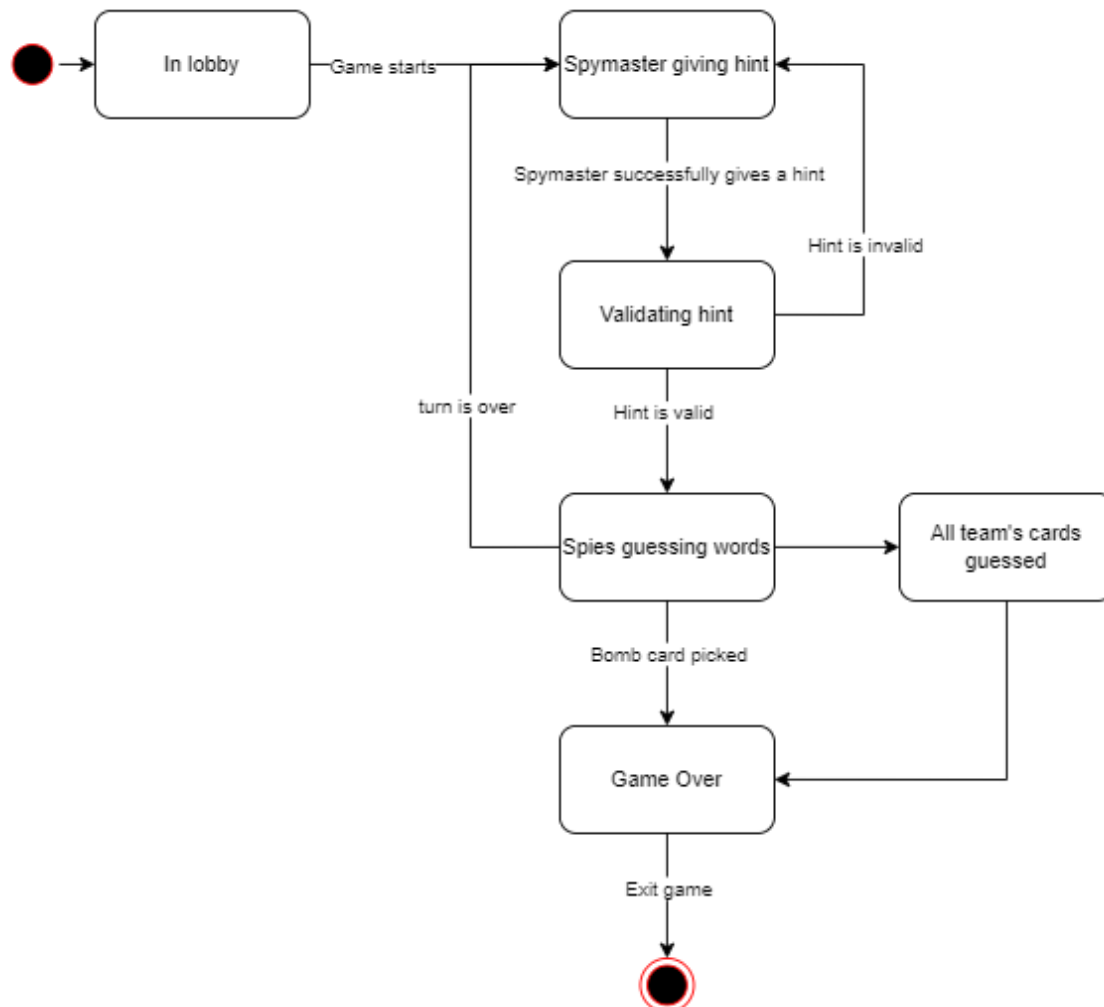 In lobby
Game starts
Spymaster giving hint
Spymaster successfully gives a hint
Hint is invalid
Validating hint
turn is over
Hint is valid
Spies guessing words
All team's cards
guessed
Bomb card picked
Game Over
Exit game